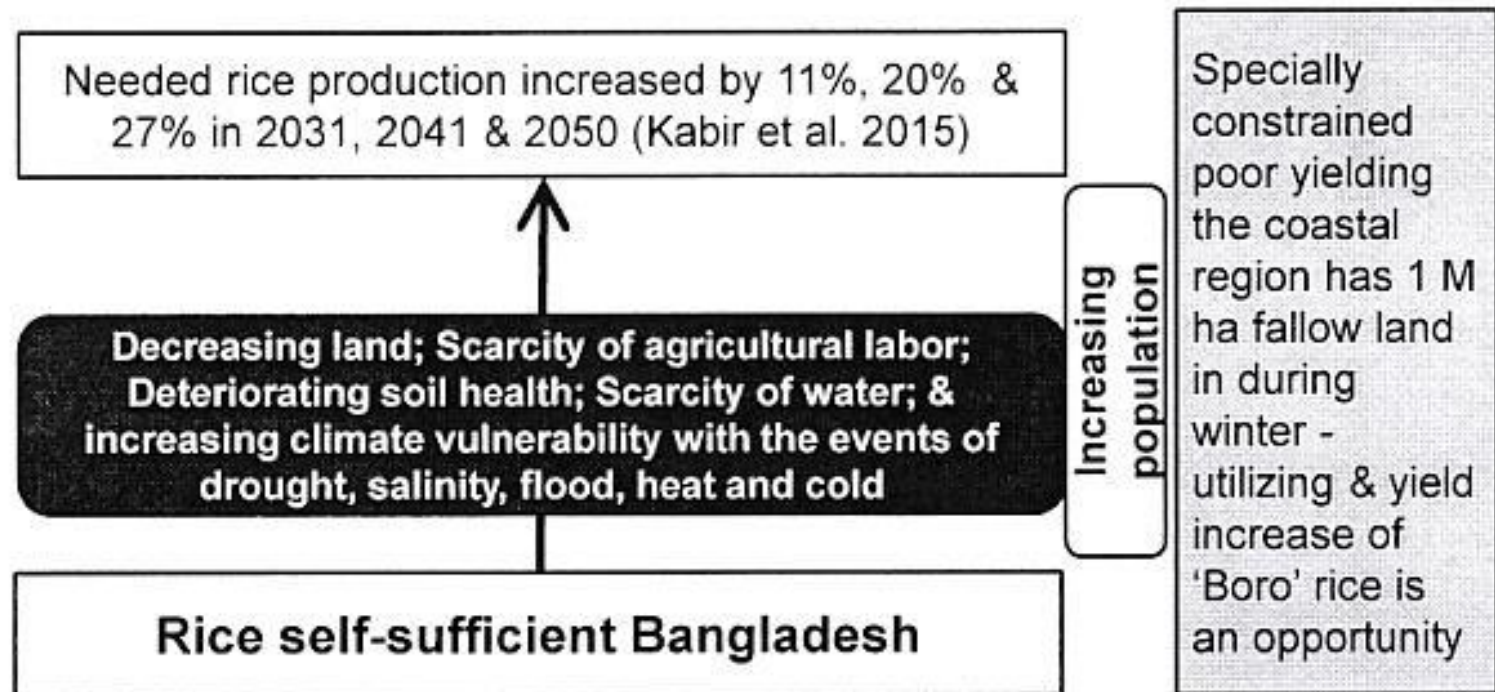 Needed rice production increased by 11%, 20% &
27% in 2031, 2041 & 2050 (Kabir et al. 2015)
Decreasing land; Scarcity of agricultural labor;
Deteriorating soil health; Scarcity of water; &
increasing climate vulnerability with the events of
drought, salinity, flood, heat and cold
Rice self-sufficient Bangladesh
Increasing
population
Specially
constrained
poor yielding
the coastal
region has 1 M
ha fallow land
in during
winter -
utilizing & yield
increase of
‘Boro’ rice is
an opportunity